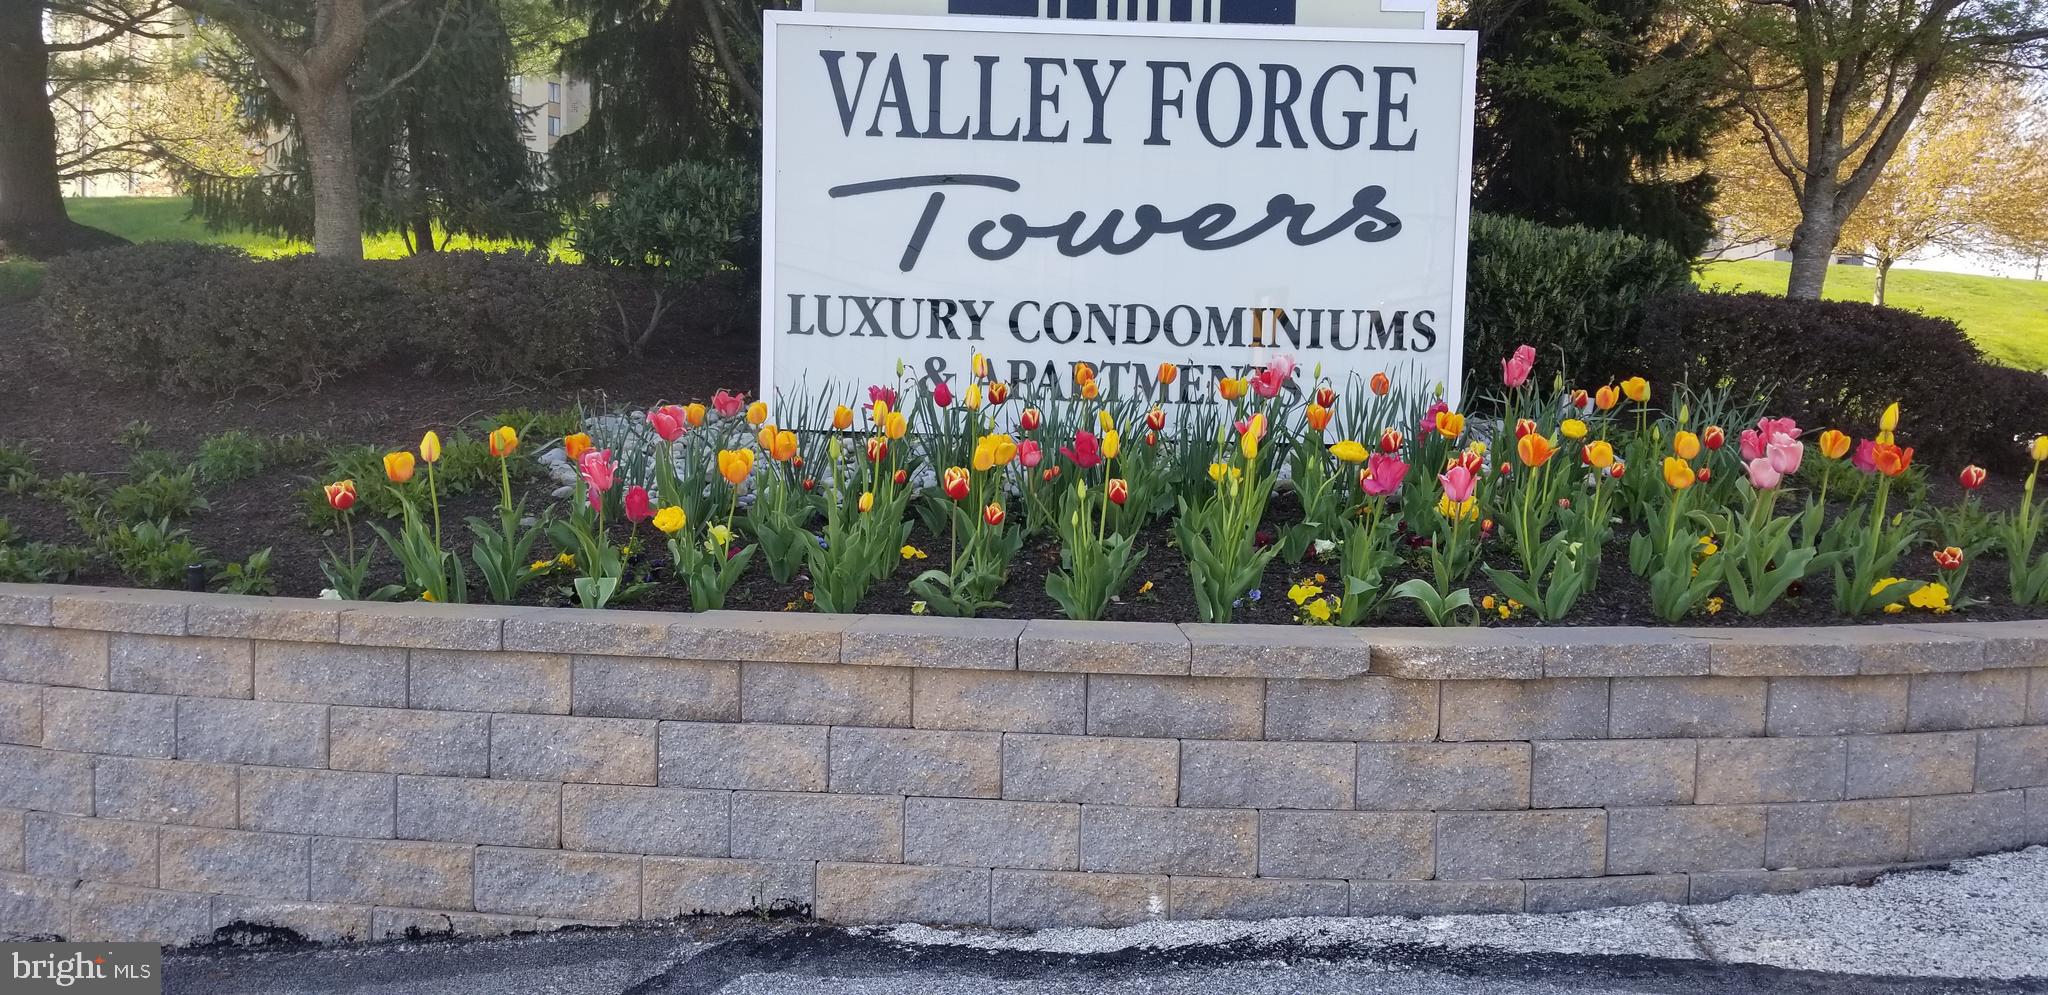 VALLEY FORGE
Towers
LUXURY CONDOMINIUMS
& APARTMENTS
bright MLS